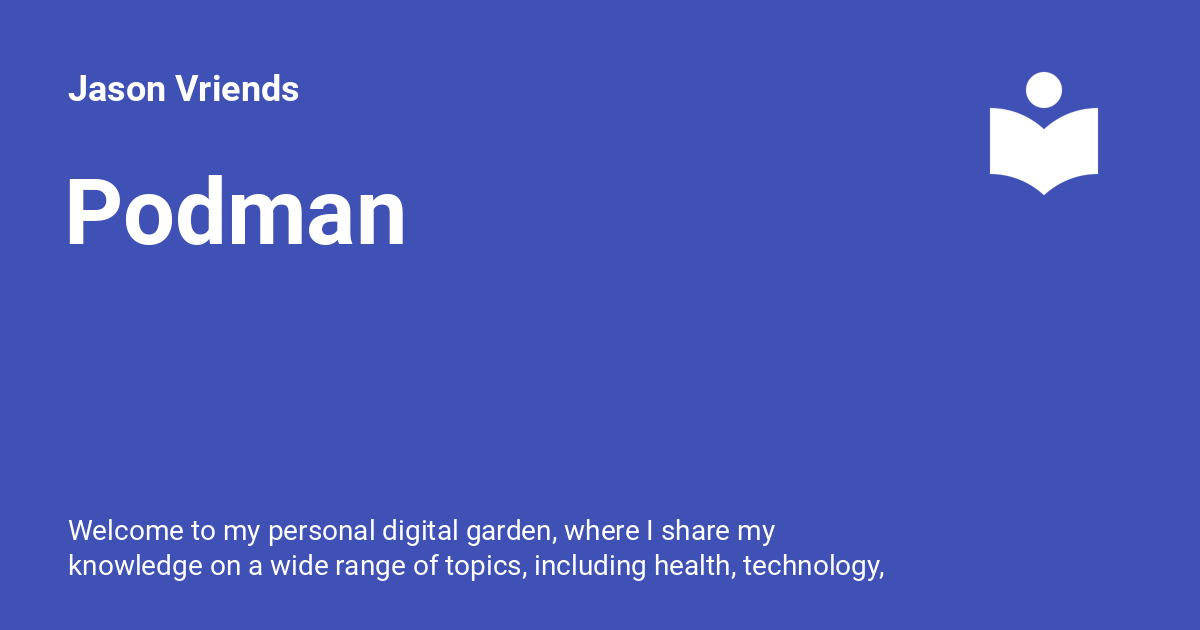 Jason Vriends
Podman
Welcome to my personal digital garden, where I share my
knowledge on a wide range of topics, including health, technology,